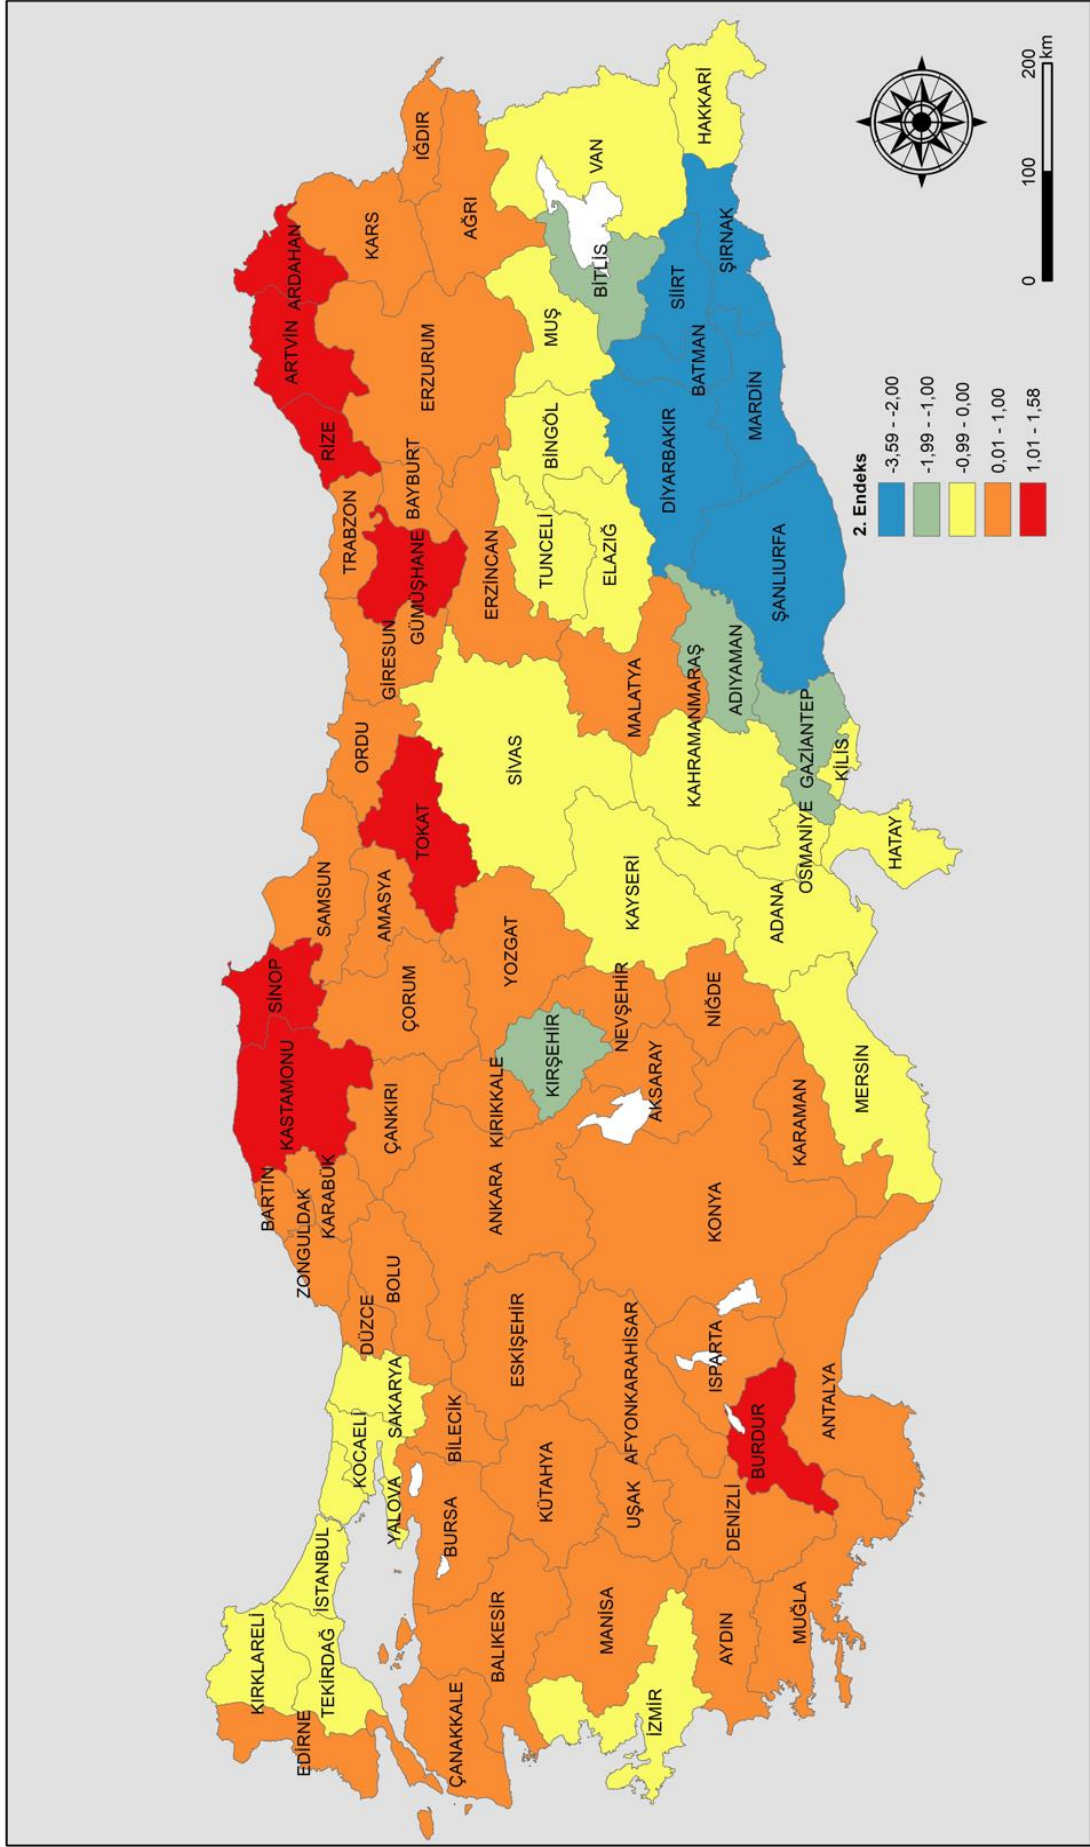 KIRKLARELİ
EDİRNE
TEKİRDAĞ
İSTANBUL
KOCAELİ
YALOVA
SAKARYA
DÜZCE
BOLU
ZONGULDAK
BARTIN
KARABÜK
KASTAMONU
SİNOP
SAMSUN
ORDU
GİRESUN
TRABZON
RİZE
ARTVİN
ARDAHAN
KARS
IĞDIR
AĞRI
ERZURUM
BAYBURT
GÜMÜŞHANE
ERZİNCAN
TOKAT
AMASYA
ÇORUM
ÇANKIRI
ANKARA
KIRIKKALE
YOZGAT
SİVAS
ÇANAKKALE
BALIKESİR
BURSA
BİLECİK
KÜTAHYA
ESKİŞEHİR
KIRŞEHİR
NEVŞEHİR
KAYSERİ
MALATYA
TUNCELİ
ELAZIĞ
BİNGÖL
MUŞ
BİTLİS
VAN
HAKKARİ
ŞIRNAK
SİİRT
BATMAN
MARDİN
DİYARBAKIR
ŞANLIURFA
ADIYAMAN
KAHRAMANMARAŞ
GAZİANTEP
KİLİS
OSMANİYE
HATAY
ADANA
MERSİN
NİĞDE
AKSARAY
KONYA
KARAMAN
AFYONKARAHİSAR
UŞAK
MANİSA
İZMİR
AYDIN
DENİZLİ
MUĞLA
BURDUR
ISPARTA
ANTALYA
2. Endeks
-3,59 - -2,00
-1,99 - -1,00
-0,99 - 0,00
0,01 - 1,00
1,01 - 1,58
0 100 200
km